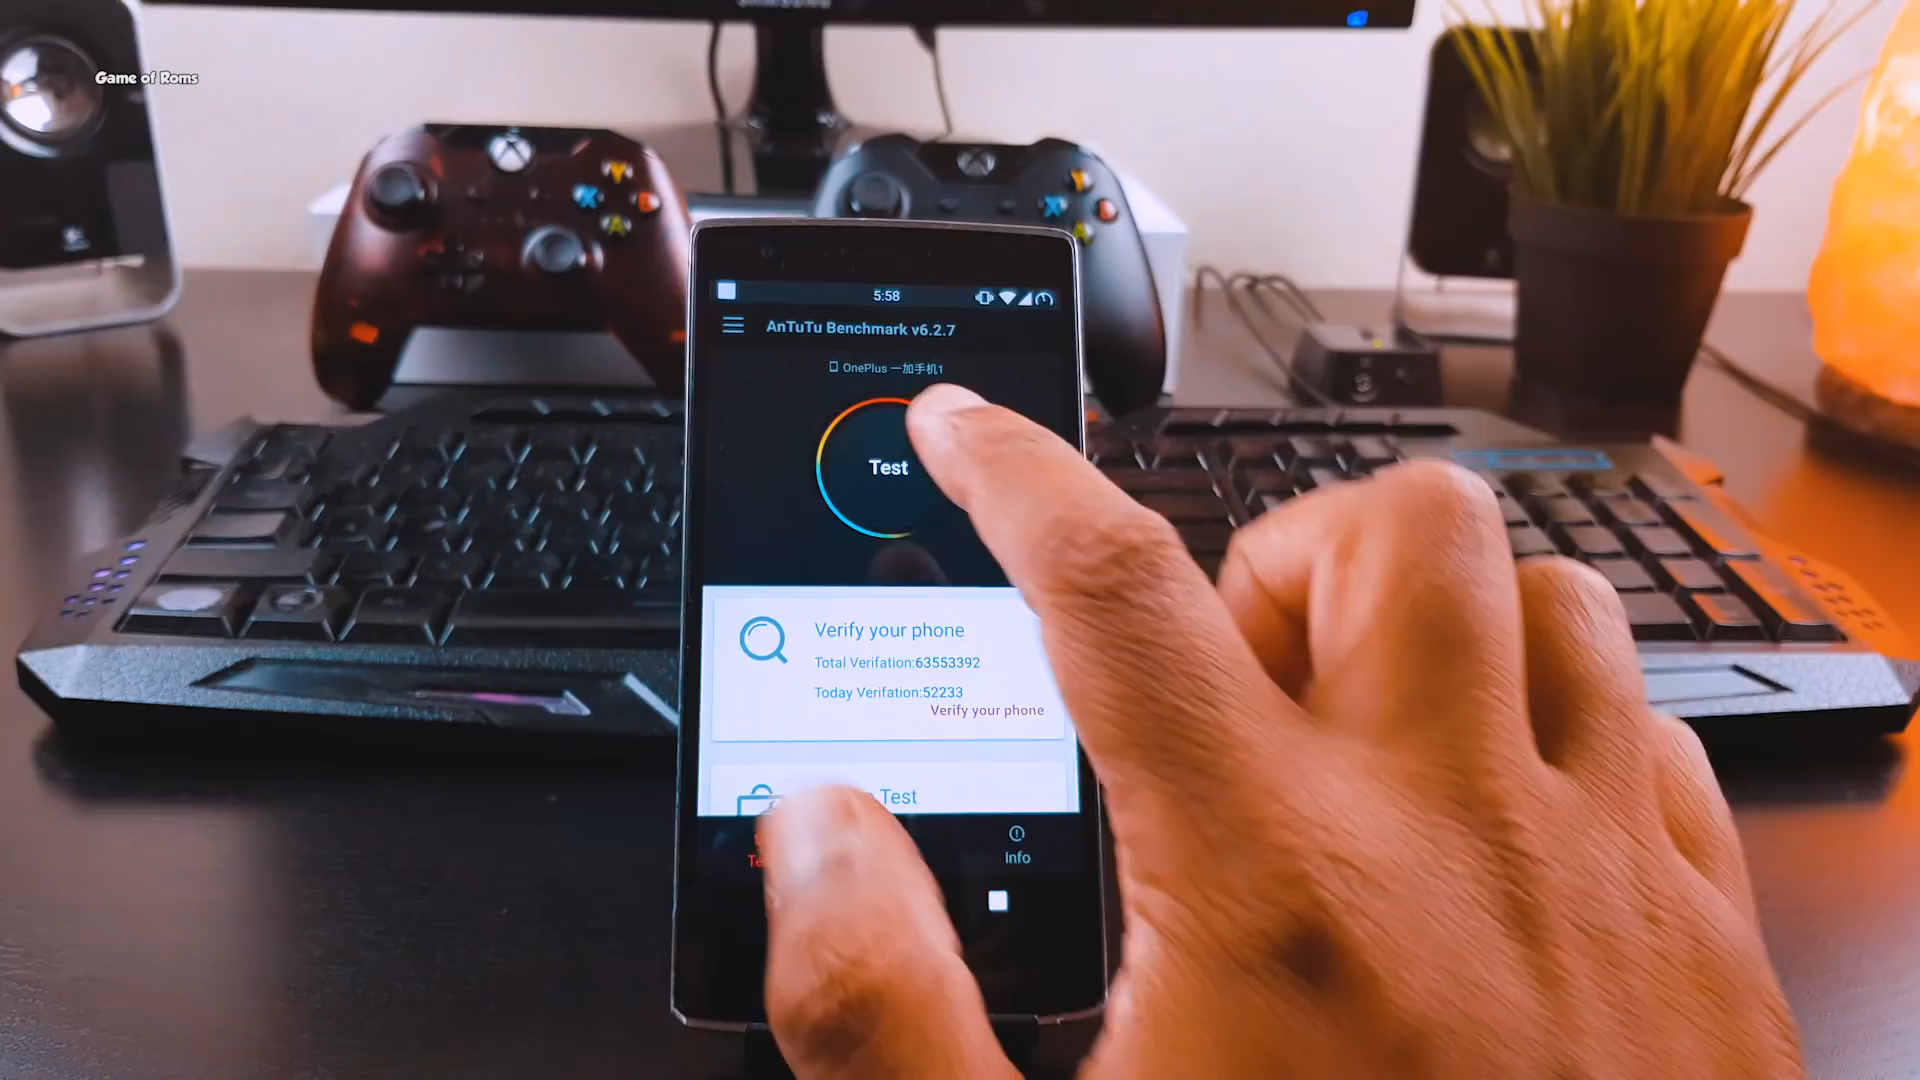 SAMSUNG
Game of Roms
Y
X
B
A
Y
X
B
A
5:58
AnTuTu Benchmark v6.2.7
OnePlus 一加手机1
Test
Verify your phone
Total Verifation:63553392
Today Verifation:52233
Verify your phone
Test
Info